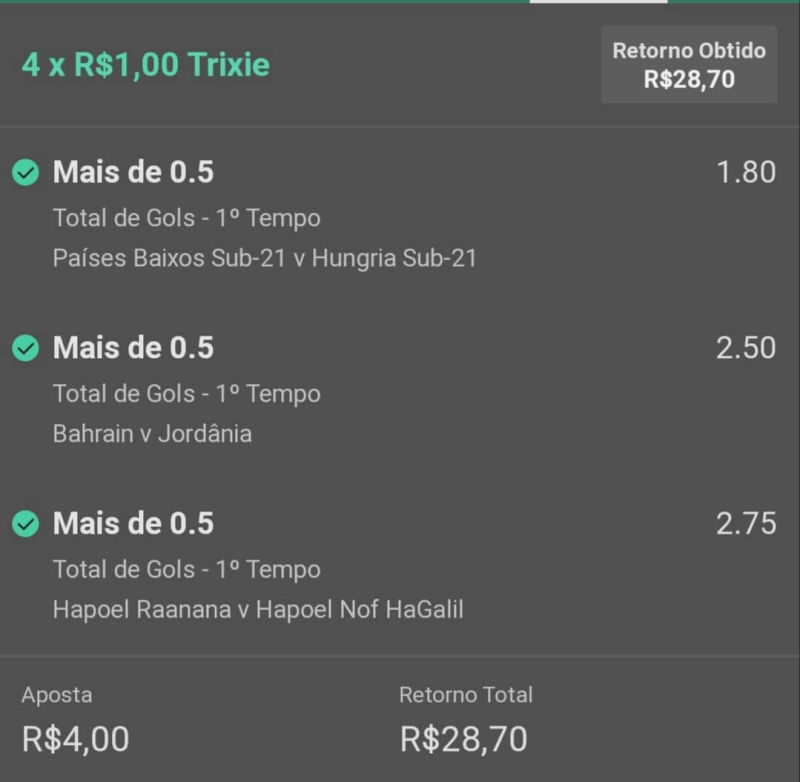 4 x R$1,00 Trixie
Retorno Obtido
R$28,70
Mais de 0.5
1.80
Total de Gols - 1º Tempo
Países Baixos Sub-21 v Hungria Sub-21
Mais de 0.5
2.50
Total de Gols - 1º Tempo
Bahrain v Jordânia
Mais de 0.5
2.75
Total de Gols - 1º Tempo
Hapoel Raanana v Hapoel Nof HaGalil
Aposta
Retorno Total
R$4,00
R$28,70